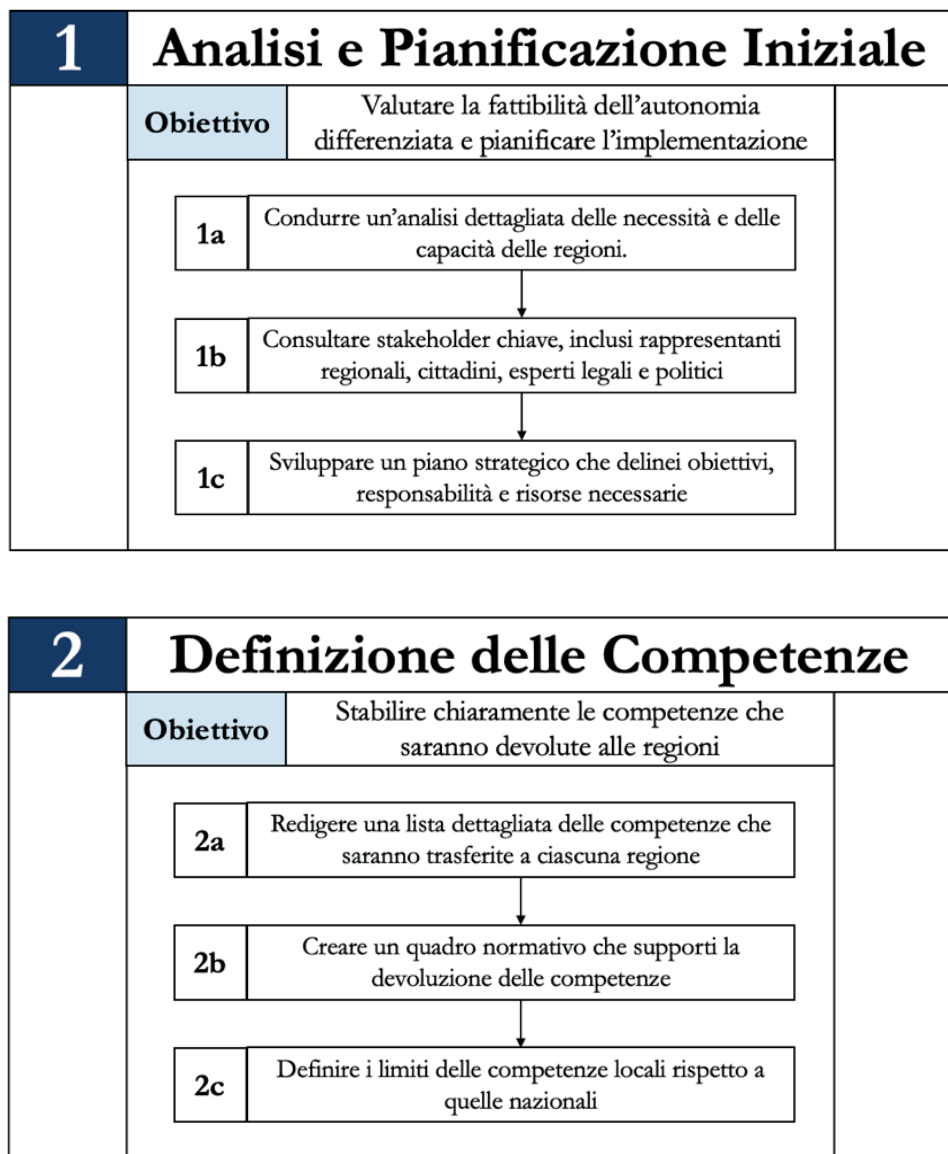 1
Analisi e Pianificazione Iniziale
Obiettivo
Valutare la fattibilità dell’autonomia
differenziata e pianificare l’implementazione
1a
Condurre un’analisi dettagliata delle necessità e delle
capacità delle regioni.
1b
Consultare stakeholder chiave, inclusi rappresentanti
regionali, cittadini, esperti legali e politici
1c
Sviluppare un piano strategico che delinei obiettivi,
responsabilità e risorse necessarie
2
Definizione delle Competenze
Obiettivo
Stabilire chiaramente le competenze che
saranno devolute alle regioni
2a
Redigere una lista dettagliata delle competenze che
saranno trasferite a ciascuna regione
2b
Creare un quadro normativo che supporti la
devoluzione delle competenze
2c
Definire i limiti delle competenze locali rispetto a
quelle nazionali